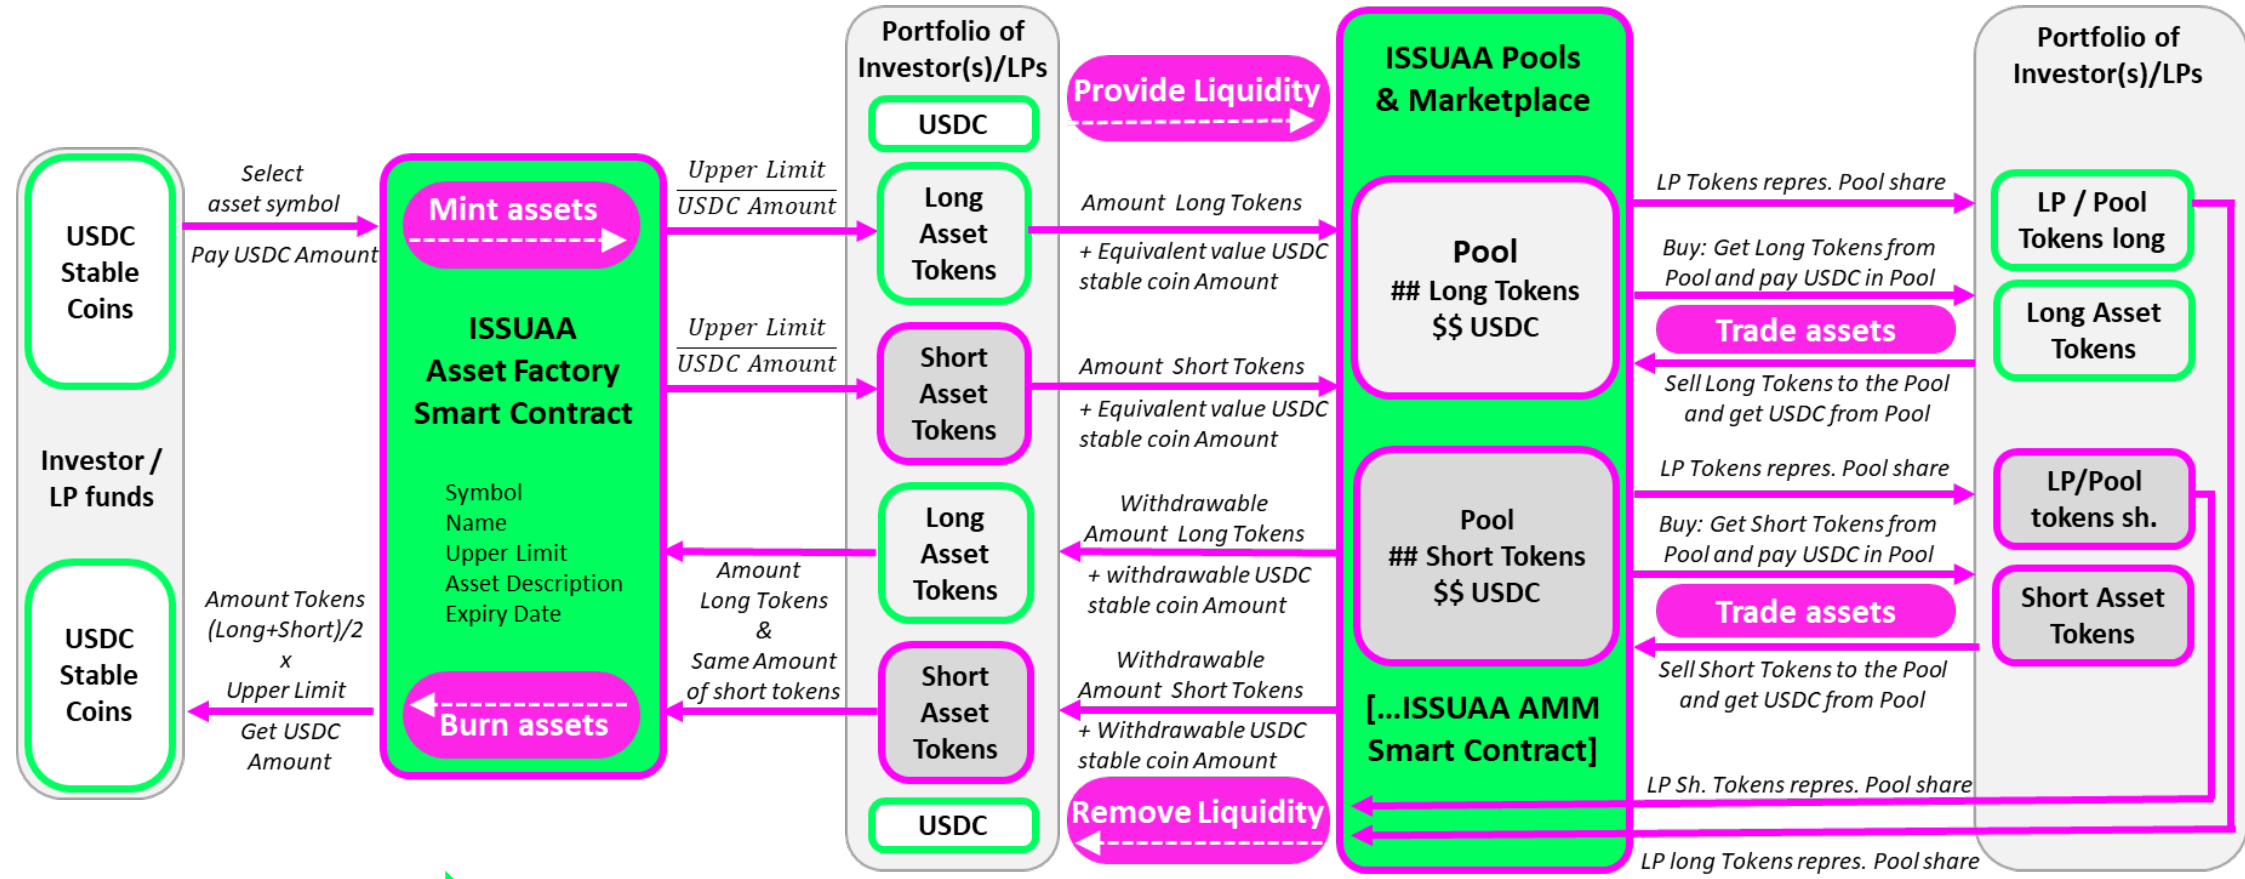 USDC
Stable
Coins
Investor /
LP funds
USDC
Stable
Coins
Select
asset symbol
Pay USDC Amount
Amount Tokens
(Long+Short)/2
x
Upper Limit
Get USDC
Amount
Mint assets
ISSUAA
Asset Factory
Smart Contract
Symbol
Name
Upper Limit
Asset Description
Expiry Date
Burn assets
Upper Limit
USDC Amount
Upper Limit
USDC Amount
Amount
Long Tokens
&
Same Amount
of short tokens
Portfolio of
Investor(s)/LPs
USDC
Long
Asset
Tokens
Short
Asset
Tokens
Long
Asset
Tokens
Short
Asset
Tokens
USDC
Provide Liquidity
Amount Long Tokens
+ Equivalent value USDC
stable coin Amount
Amount Short Tokens
+ Equivalent value USDC
stable coin Amount
Withdrawable
Amount Long Tokens
+ withdrawable USDC
stable coin Amount
Withdrawable
Amount Short Tokens
+ Withdrawable USDC
stable coin Amount
Remove Liquidity
ISSUAA Pools
& Marketplace
Pool
## Long Tokens
$$ USDC
Pool
## Short Tokens
$$ USDC
[...ISSUAA AMM
Smart Contract]
LP Tokens repres. Pool share
Buy: Get Long Tokens from
Pool and pay USDC in Pool
Trade assets
Sell Long Tokens to the Pool
and get USDC from Pool
LP Tokens repres. Pool share
Buy: Get Short Tokens from
Pool and pay USDC in Pool
Trade assets
Sell Short Tokens to the Pool
and get USDC from Pool
LP Sh. Tokens repres. Pool share
LP long Tokens repres. Pool share
Portfolio of
Investor(s)/LPs
LP / Pool
Tokens long
Long Asset
Tokens
LP/Pool
tokens sh.
Short Asset
Tokens